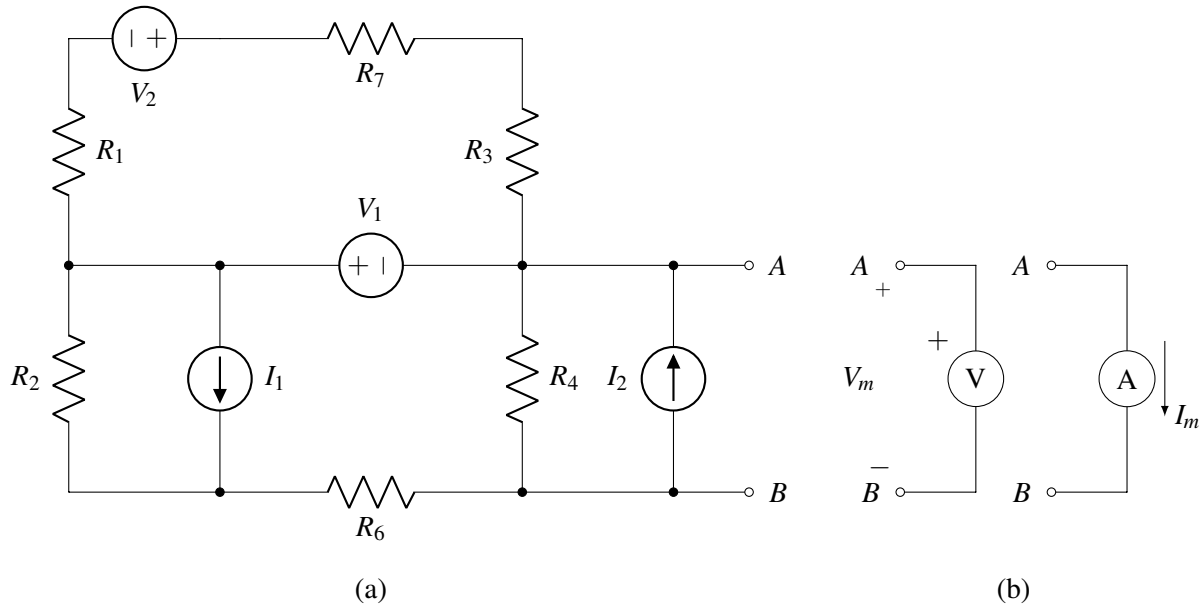 − +
V2
R7
R1
R3
V1
+ −
A
A
A
+
+
R2
I1
R4
I2
Vm
V
A
Im
B
−
B
B
R6
(a)
(b)